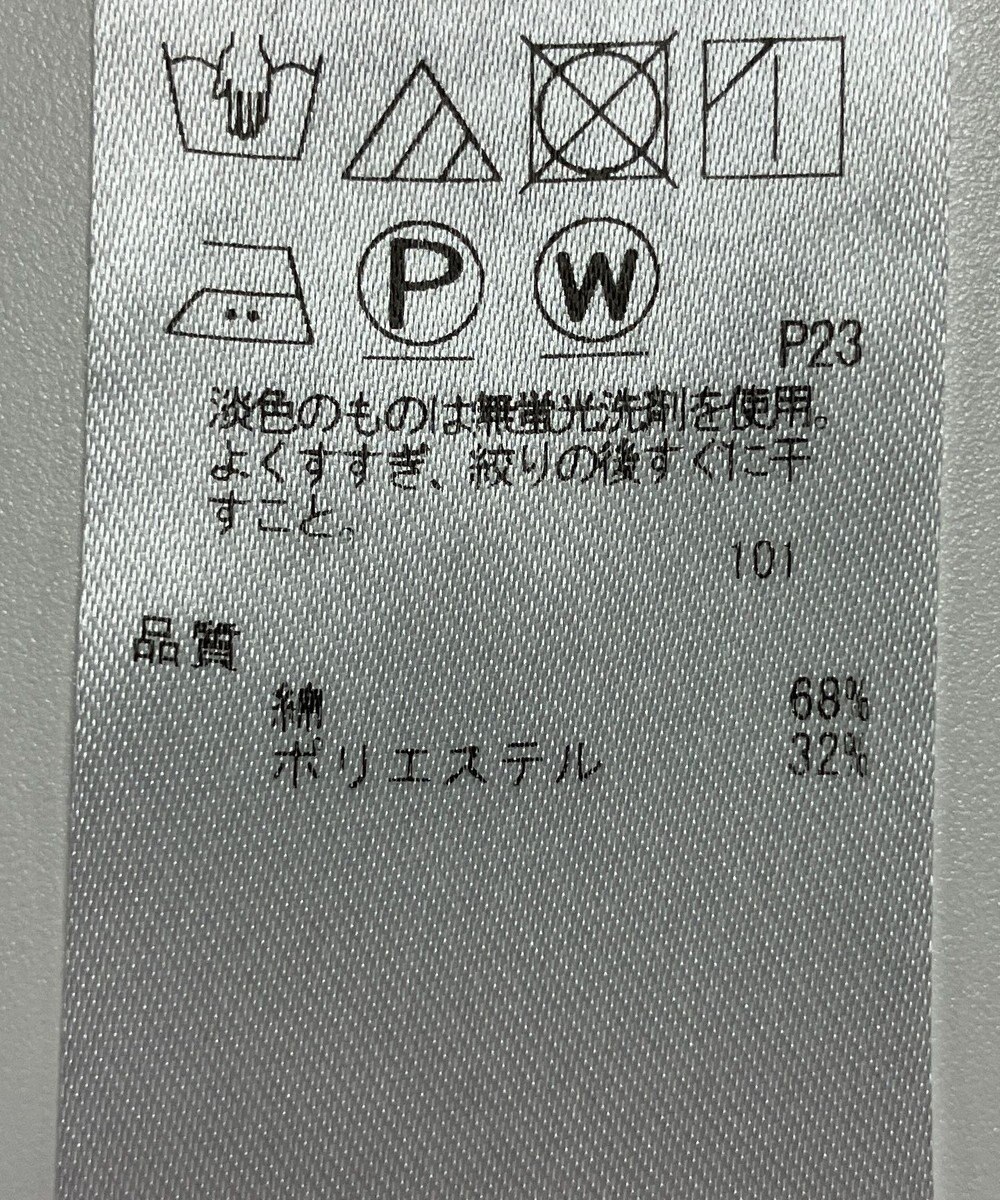 P
W
P23
淡色のものは無蛍光洗剤を使用。
よくすすぎ、絞りの後すぐに干
すこと。
101
品質
綿 68%
ポリエステル 32%